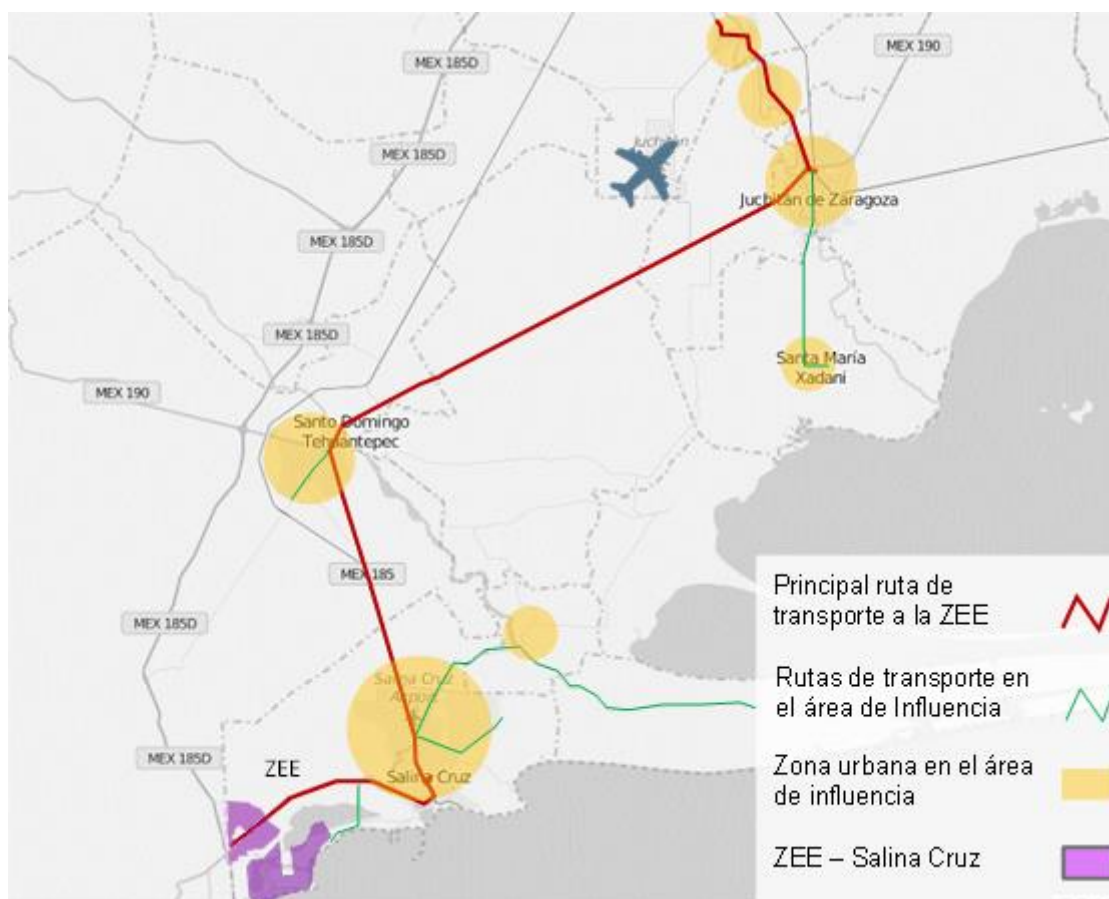 MEX 185D
MEX 190
MEX 185D
Juchitán
Juchitán de Zaragoza
MEX 185D
MEX 185D
Santa María
Xadani
MEX 190
Santo Domingo
Tehuantepec
MEX 185
MEX 185D
Salina Cruz
Airport
MEX 185D
ZEE
Salina Cruz
Principal ruta de
transporte a la ZEE
Rutas de transporte en
el área de Influencia
Zona urbana en el área
de influencia
ZEE – Salina Cruz